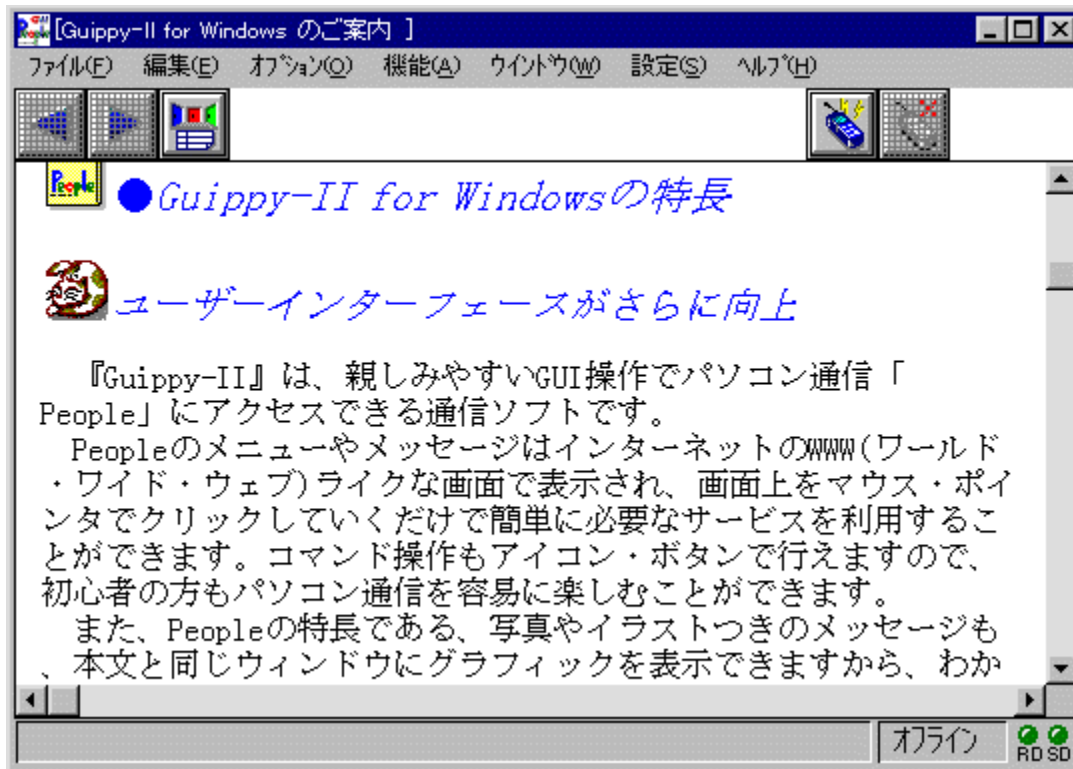 [Guippy-II for Windows のご案内 ]
ﾌｧｲﾙ(F) 編集(E) ｵﾌﾟｼｮﾝ(O) 機能(A) ｳｲﾝﾄﾞｳ(W) 設定(S) ﾍﾙﾌﾟ(H)
People
●Guippy-II for Windowsの特長
ユーザーインターフェースがさらに向上
『Guippy-II』は、親しみやすいGUI操作でパソコン通信「
People」にアクセスできる通信ソフトです。
PeopleのメニューやメッセージはインターネットのWWW(ワールド
・ワイド・ウェブ)ライクな画面で表示され、画面上をマウス・ポイ
ンタでクリックしていくだけで簡単に必要なサービスを利用するこ
とができます。コマンド操作もアイコン・ボタンで行えますので、
初心者の方もパソコン通信を容易に楽しむことができます。
また、Peopleの特長である、写真やイラストつきのメッセージも
、本文と同じウィンドウにグラフィックを表示できますから、わか
ｵﾌﾗｲﾝ
RD SD